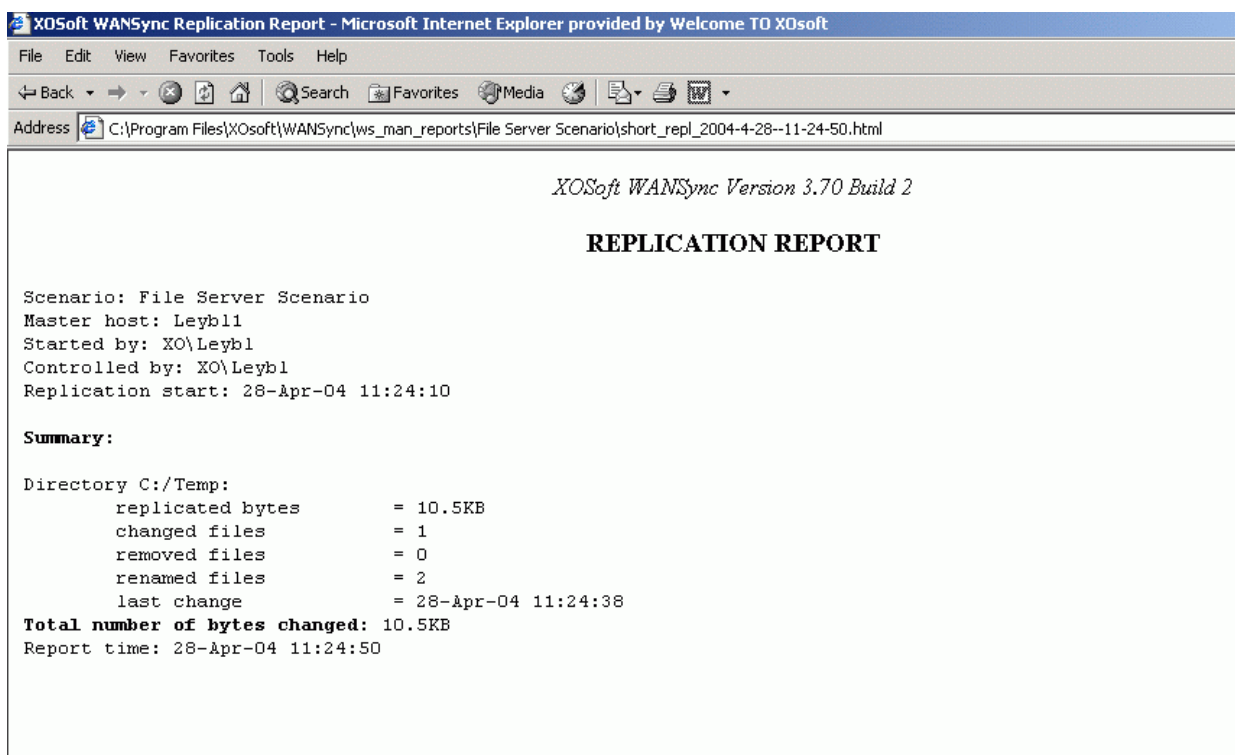 XOSoft WANSync Replication Report - Microsoft Internet Explorer provided by Welcome TO XOsoft
File Edit View Favorites Tools Help
Back Search Favorites Media
Address C:\Program Files\XOsoft\WANSync\ws_man_reports\File Server Scenario\short_repl_2004-4-28--11-24-50.html
XOSoft WANSync Version 3.70 Build 2
REPLICATION REPORT
Scenario: File Server Scenario
Master host: Leybl1
Started by: XO\Leybl
Controlled by: XO\Leybl
Replication start: 28-Apr-04 11:24:10
Summary:
Directory C:/Temp:
replicated bytes = 10.5KB
changed files = 1
removed files = 0
renamed files = 2
last change = 28-Apr-04 11:24:38
Total number of bytes changed: 10.5KB
Report time: 28-Apr-04 11:24:50